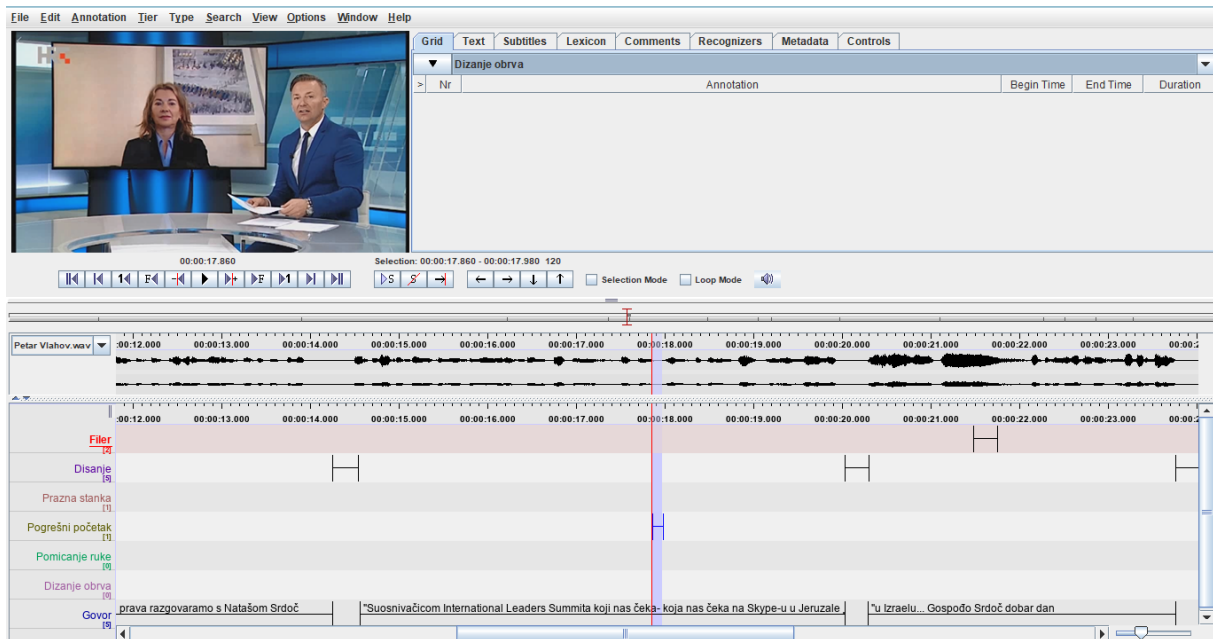 File Edit Annotation Tier Type Search View Options Window Help
Grid Text Subtitles Lexicon Comments Recognizers Metadata Controls
Dizanje obrva
> Nr Annotation Begin Time End Time Duration
00:00:17.860
Selection: 00:00:17.860 - 00:00:17.980 120
1 F + F 1 S S Selection Mode Loop Mode
Petar Vlahov.wav
:00:12.000 00:00:13.000 00:00:14.000 00:00:15.000 00:00:16.000 00:00:17.000 00:00:18.000 00:00:19.000 00:00:20.000 00:00:21.000 00:00:22.000 00:00:23.000 00:00:2
:00:12.000 00:00:13.000 00:00:14.000 00:00:15.000 00:00:16.000 00:00:17.000 00:00:18.000 00:00:19.000 00:00:20.000 00:00:21.000 00:00:22.000 00:00:23.000 00:00:2
Filer
[2]
Disanje
[5]
Prazna stanka
[1]
Pogrešni početak
[1]
Pomicanje ruke
[0]
Dizanje obrva
[0]
Govor prava razgovaramo s Natašom Srdoč "Suosnivačicom International Leaders Summita koji nas čeka- koja nas čeka na Skype-u u Jeruzale "u Izraelu... Gospođo Srdoč dobar dan
[5]